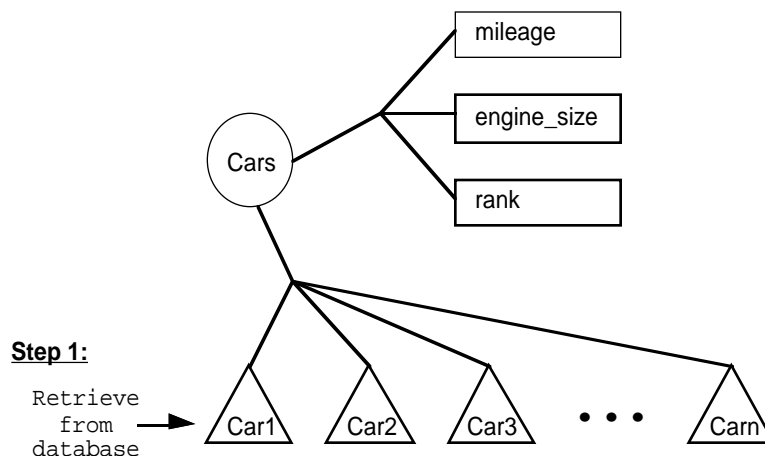 mileage
engine_size
Cars
rank
Step 1:
Retrieve
from
database
Car1
Car2
Car3
Carn